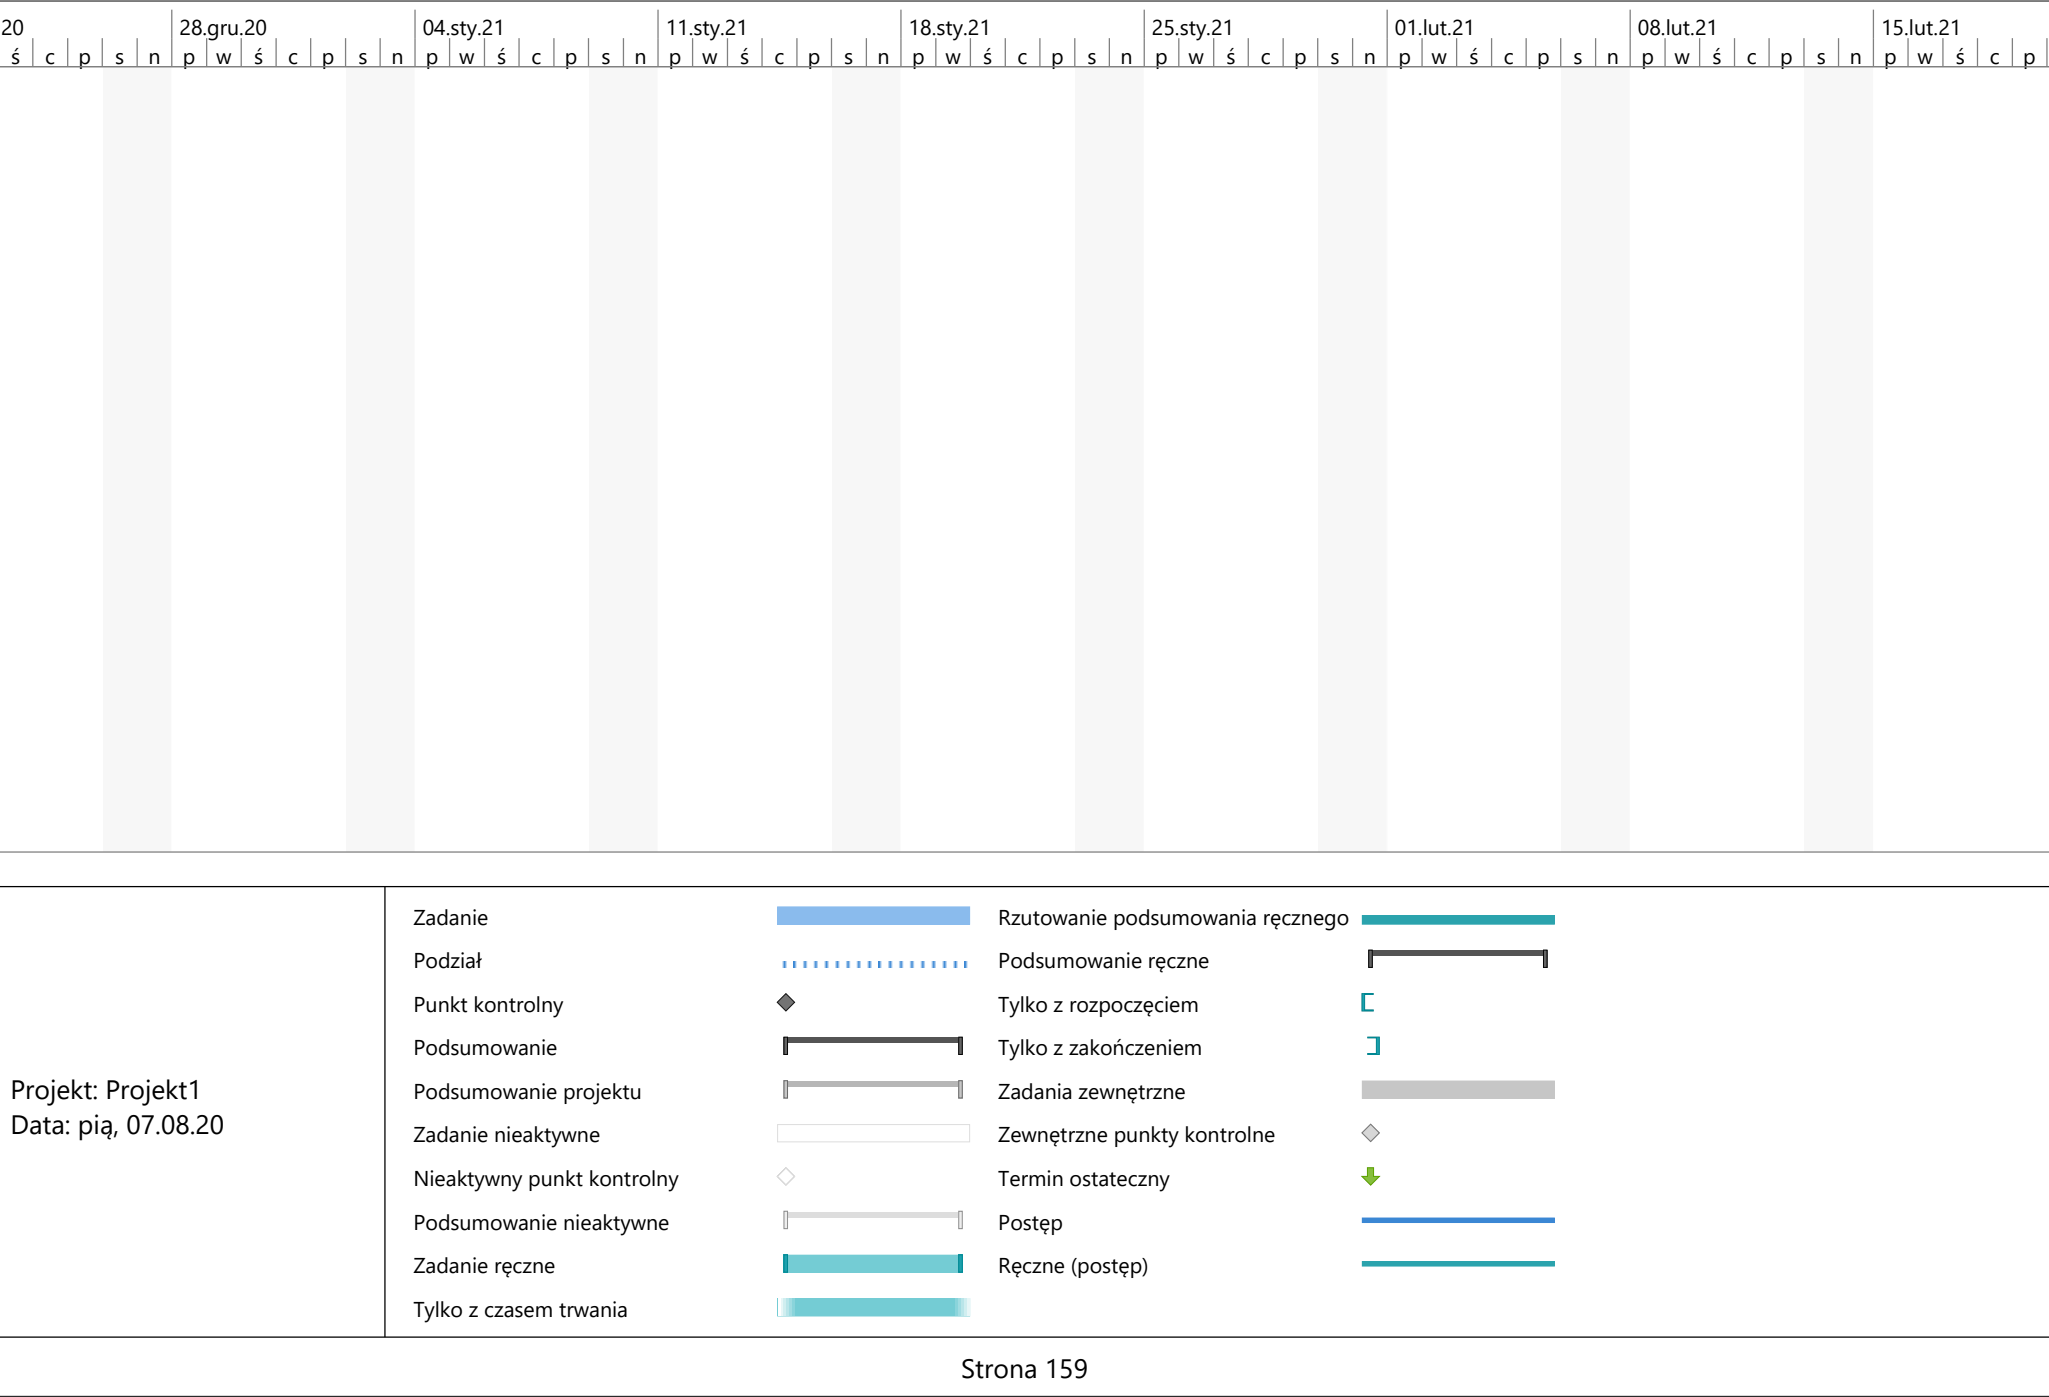 20 28.gru.20 04.sty.21 11.sty.21 18.sty.21 25.sty.21 01.lut.21 08.lut.21 15.lut.21
ś c p s n p w ś c p s n p w ś c p s n p w ś c p s n p w ś c p s n p w ś c p s n p w ś c p s n p w ś c p s n p w ś c p
Projekt: Projekt1
Data: pią, 07.08.20
Zadanie
Podział
Punkt kontrolny
Podsumowanie
Podsumowanie projektu
Zadanie nieaktywne
Nieaktywny punkt kontrolny
Podsumowanie nieaktywne
Zadanie ręczne
Tylko z czasem trwania
Rzutowanie podsumowania ręcznego
Podsumowanie ręczne
Tylko z rozpoczęciem
Tylko z zakończeniem
Zadania zewnętrzne
Zewnętrzne punkty kontrolne
Termin ostateczny
Postęp
Ręczne (postęp)
Strona 159